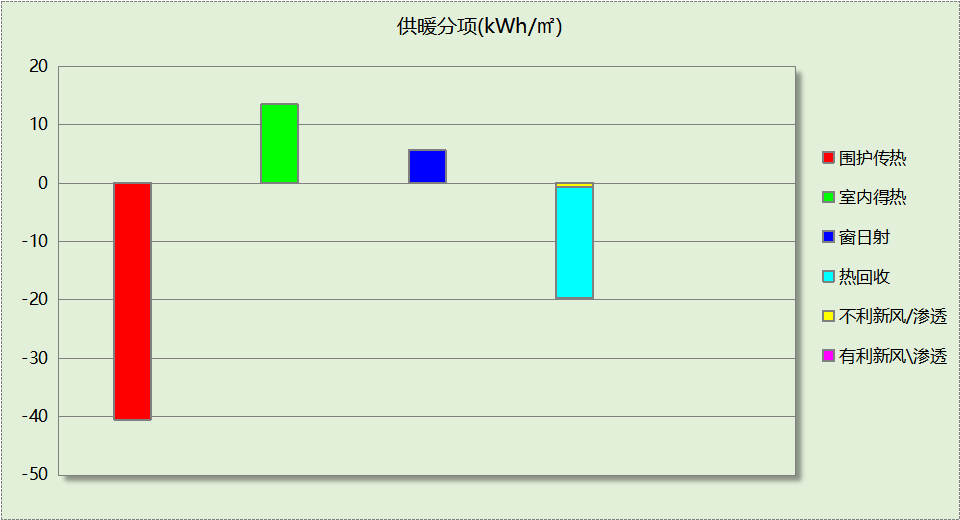 供暖分项(kWh/㎡)
20
10
0
-10
-20
-30
-40
-50
围护传热
室内得热
窗日射
热回收
不利新风/渗透
有利新风\渗透